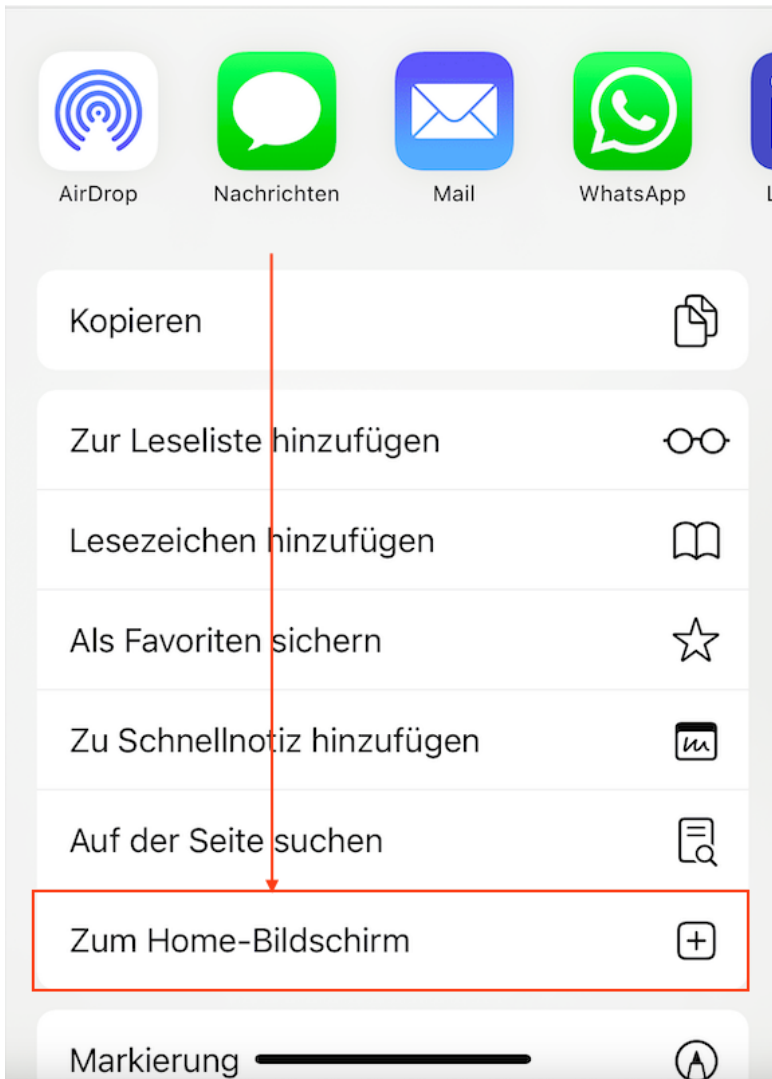 AirDrop
Nachrichten
Mail
WhatsApp
Kopieren
Zur Leseliste hinzufügen
Lesezeichen hinzufügen
Als Favoriten sichern
Zu Schnellnotiz hinzufügen
Auf der Seite suchen
Zum Home-Bildschirm
Markierung